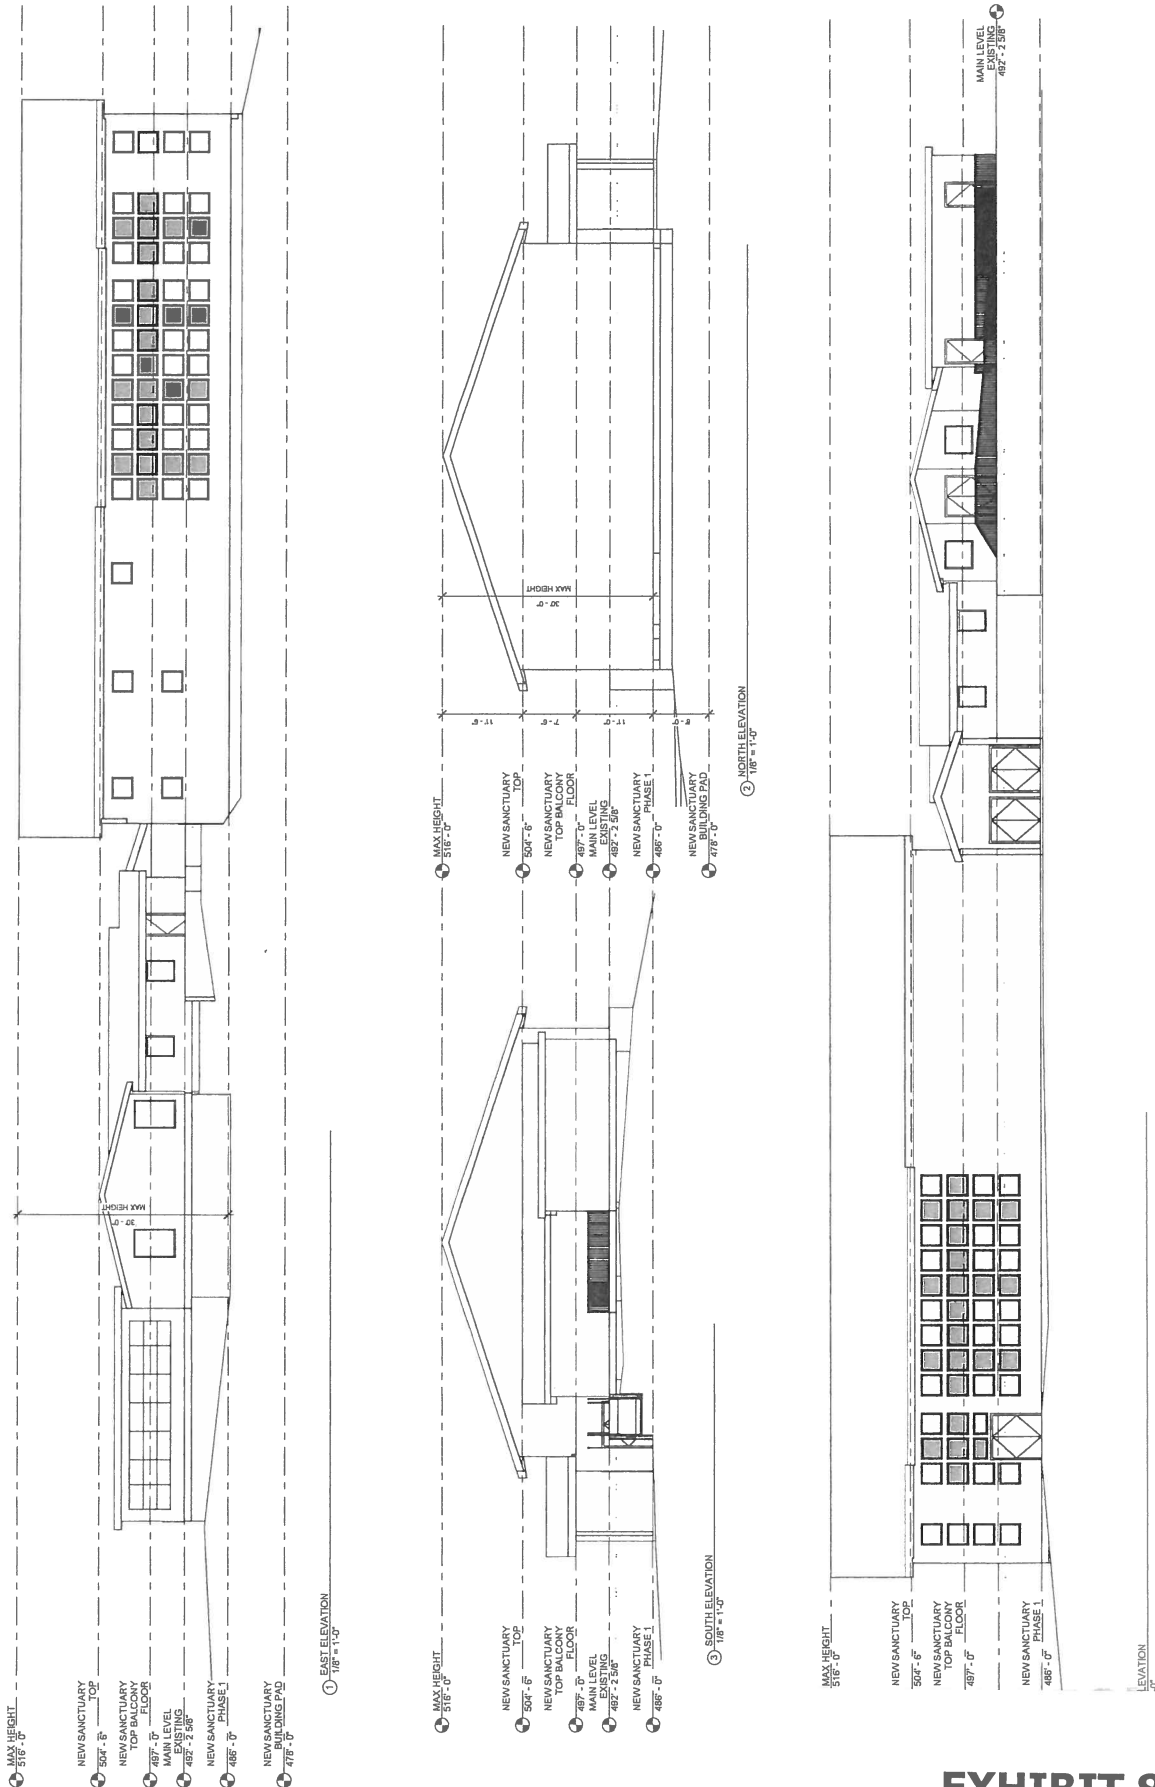 MAX HEIGHT
516' - 0"
NEW SANCTUARY
TOP
504' - 6"
NEW SANCTUARY
TOP BALCONY
FLOOR
497' - 0"
MAIN LEVEL
EXISTING
492' - 2 5/8"
NEW SANCTUARY
PHASE 1
486' - 0"
NEW SANCTUARY
BUILDING PAD
478' - 0"
30' - 0"
MAX HEIGHT
1 EAST ELEVATION
1/8" = 1'-0"
MAX HEIGHT
516' - 0"
NEW SANCTUARY
TOP
504' - 6"
NEW SANCTUARY
TOP BALCONY
FLOOR
497' - 0"
MAIN LEVEL
EXISTING
492' - 2 5/8"
NEW SANCTUARY
PHASE 1
486' - 0"
NEW SANCTUARY
BUILDING PAD
478' - 0"
11' - 6"
7' - 6"
11' - 0"
8' - 0"
30' - 0"
MAX HEIGHT
2 NORTH ELEVATION
1/8" = 1'-0"
MAX HEIGHT
516' - 0"
NEW SANCTUARY
TOP
504' - 6"
NEW SANCTUARY
TOP BALCONY
FLOOR
497' - 0"
MAIN LEVEL
EXISTING
492' - 2 5/8"
NEW SANCTUARY
PHASE 1
486' - 0"
3 SOUTH ELEVATION
1/8" = 1'-0"
MAX HEIGHT
516' - 0"
NEW SANCTUARY
TOP
504' - 6"
NEW SANCTUARY
TOP BALCONY
FLOOR
497' - 0"
NEW SANCTUARY
PHASE 1
486' - 0"
MAIN LEVEL
EXISTING
492' - 2 5/8"
LEVATION
0"
EXHIBIT